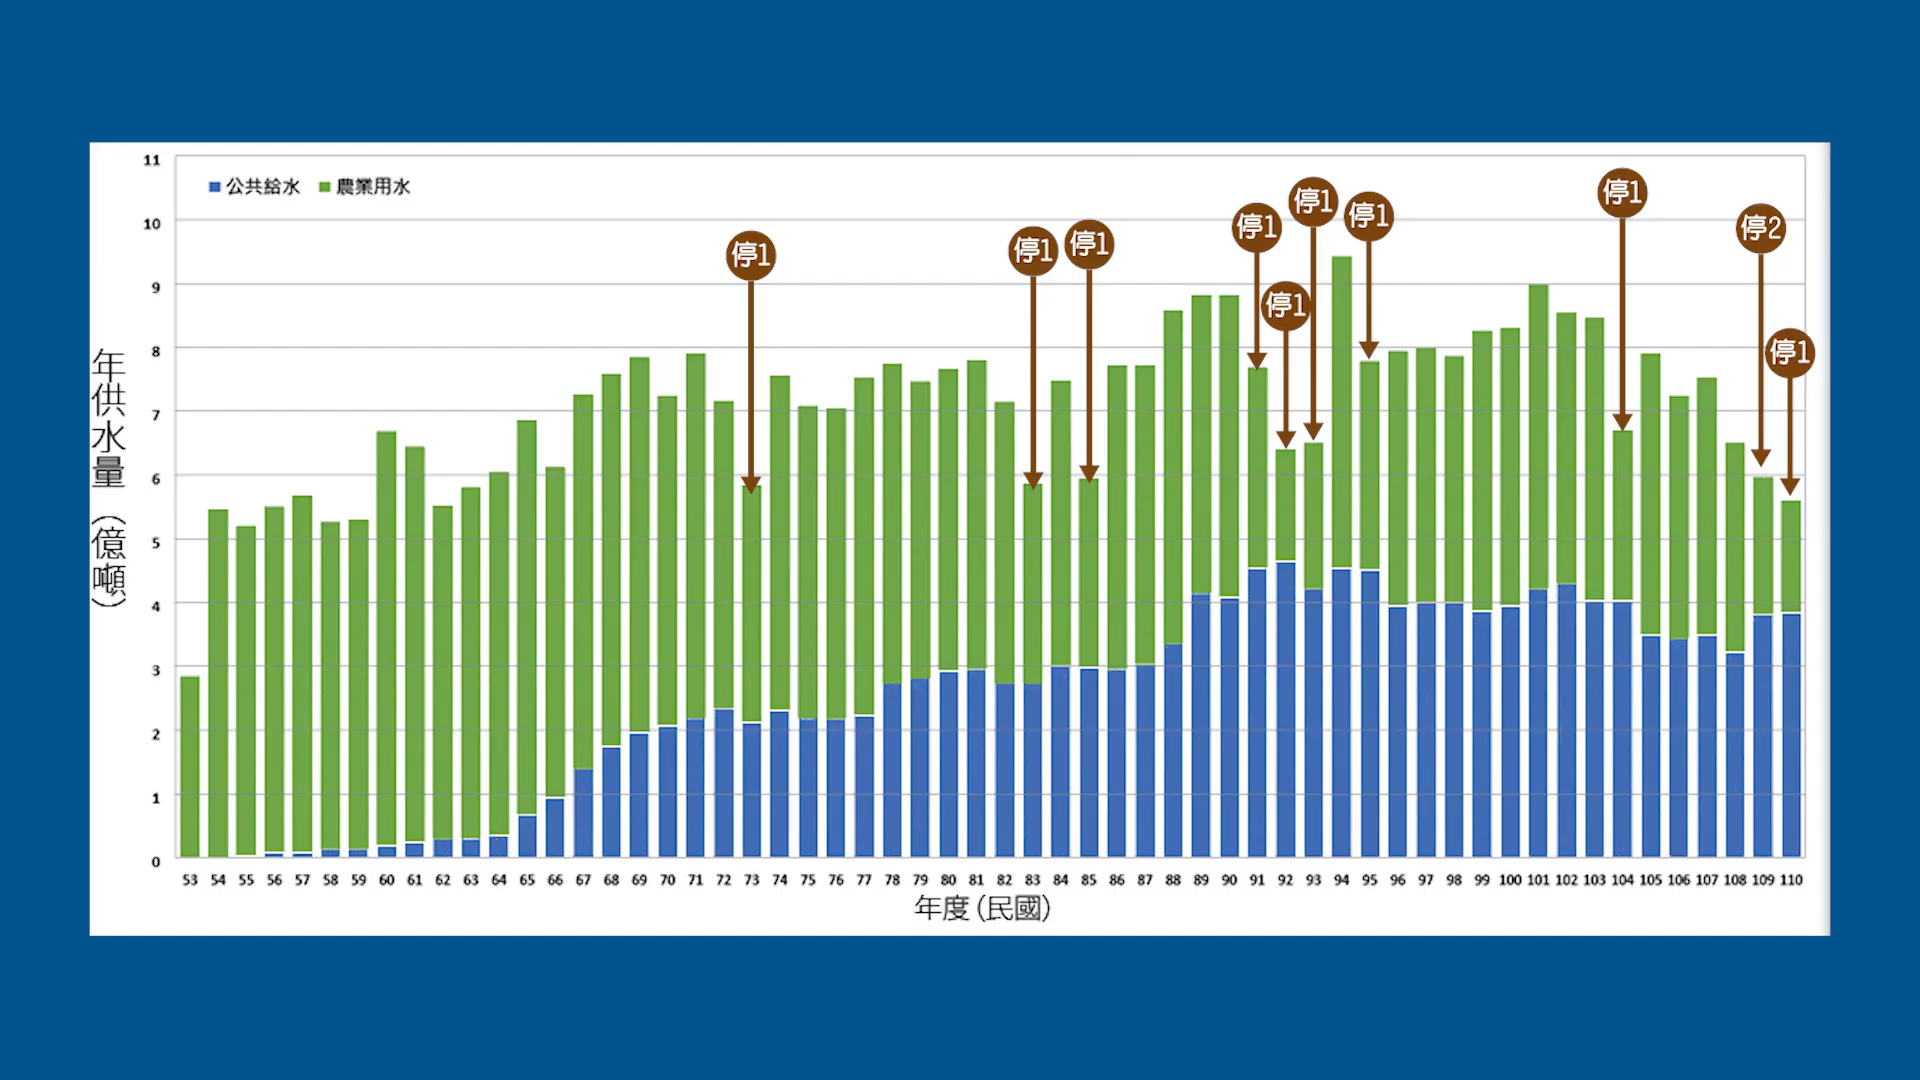 公共給水 農業用水
11
10
9
8
7
6
5
4
3
2
1
0
年供水量(億噸)
停1
停1
停1
停1
停1
停1
停1
停1
停2
停1
53 54 55 56 57 58 59 60 61 62 63 64 65 66 67 68 69 70 71 72 73 74 75 76 77 78 79 80 81 82 83 84 85 86 87 88 89 90 91 92 93 94 95 96 97 98 99 100 101 102 103 104 105 106 107 108 109 110
年度(民國)